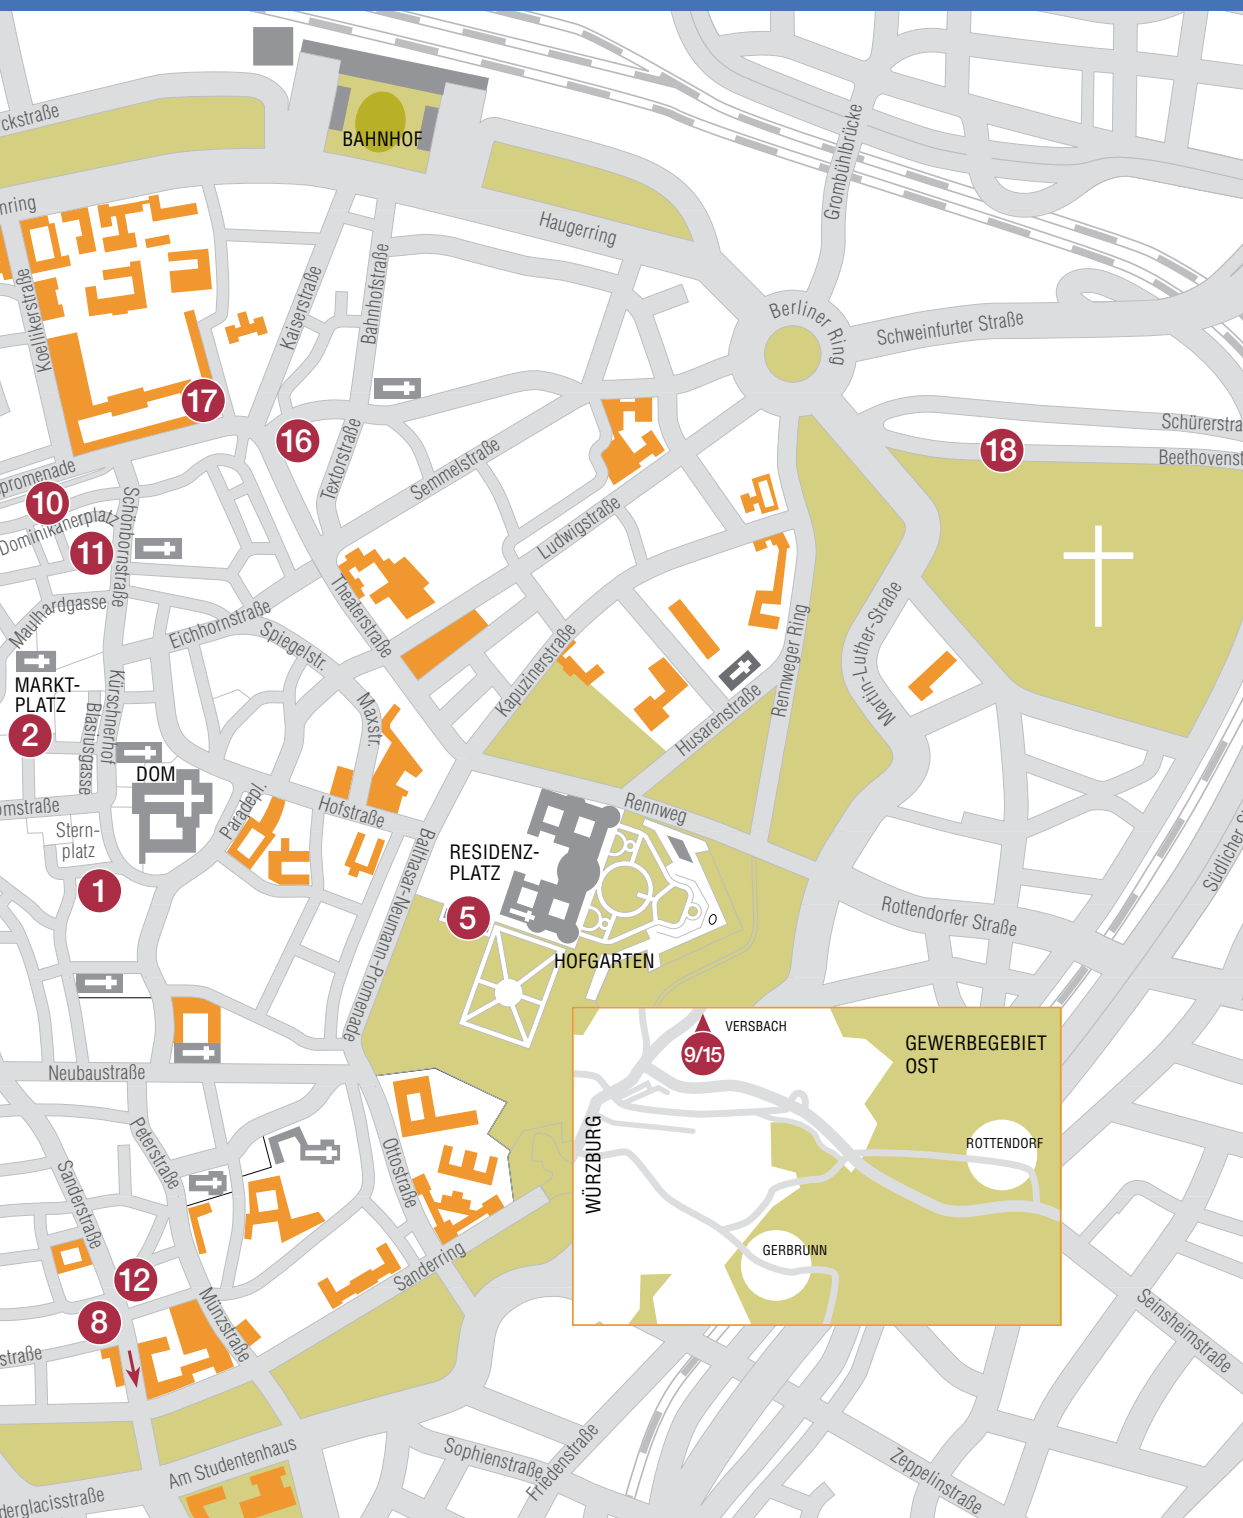 ckstraße
BAHNHOF
nring
Haugerring
Grombühlbrücke
Koellikerstraße
Kaiserstraße
Bahnhofstraße
Berliner Ring
Schweinfurter Straße
17
16
Textorstraße
Semmelstraße
18
Schürerstra
Beethovenst
promenade
10
Dominikanerplatz
11
Schönbornstraße
Ludwigstraße
Maulhardgasse
Eichhornstraße
Spiegelstr.
Theaterstraße
Kapuzinerstraße
Rennweger Ring
Martin-Luther-Straße
MARKT-
PLATZ
2
Kürschnerhof
Blasiusgasse
Maxstr.
Husarenstraße
DOM
omstraße
Paradepl.
Hofstraße
Rennweg
Stern-
platz
1
Balthasar-Neumann-Promenade
RESIDENZ-
PLATZ
5
HOFGARTEN
Rottendorfer Straße
Südlicher S
Neubaustraße
9/15
VERSBACH
GEWERBEGEBIET
OST
WÜRZBURG
ROTTENDORF
GERBRUNN
Peterstraße
Ottostraße
Sanderstraße
12
8
Münzstraße
Sanderring
straße
Seinsheimstraße
Am Studentenhaus
Sophienstraße
Friedenstraße
Zeppelinstraße
derglacisstraße